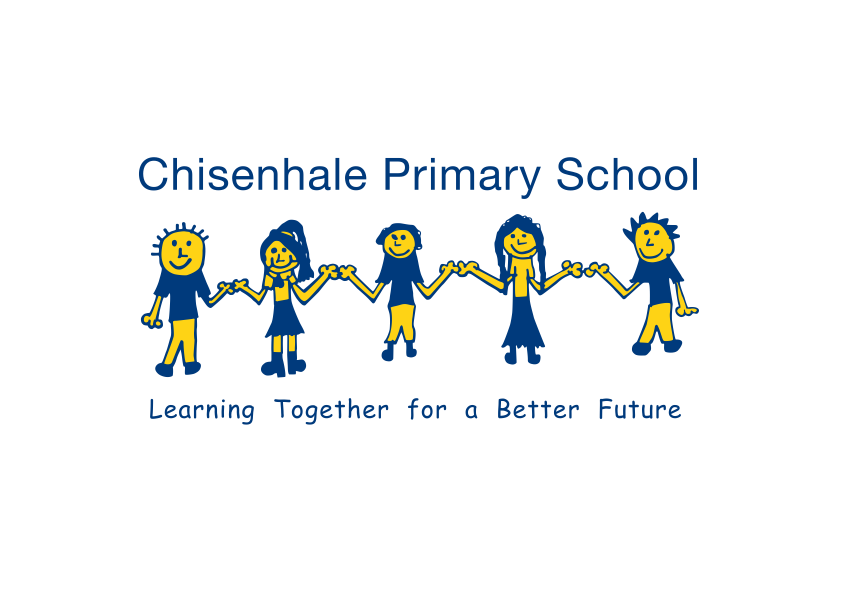 Chisenhale Primary School
Learning Together for a Better Future